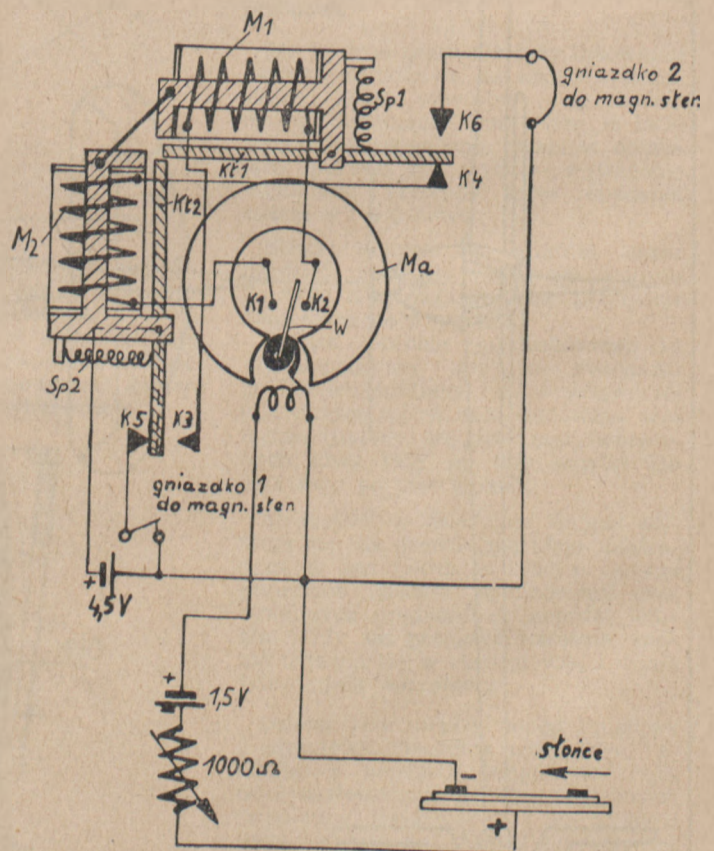 M1
Sp1
gniazdko 2
do magn. ster.
K6
Kt1
K4
Kt2
M2
Ma
K1
K2
W
Sp2
K5
K3
gniazdko 1
do magn. ster
+
4,5V
+
1,5V
1000Ω
słońce
-
+